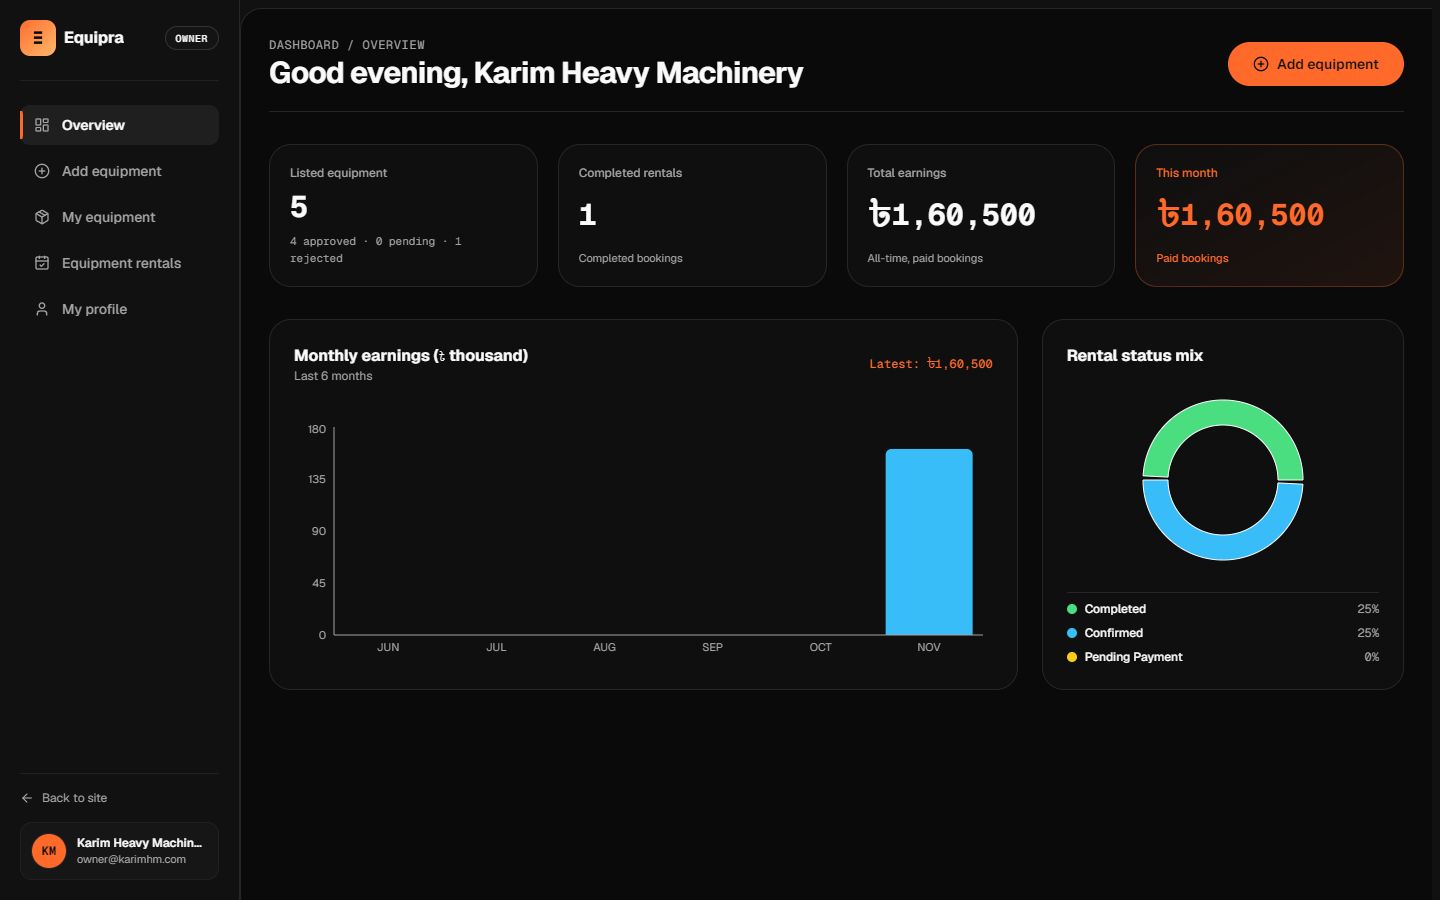 Equipra
OWNER
Overview
Add equipment
My equipment
Equipment rentals
My profile
Back to site
KM
Karim Heavy Machin...
owner@karimhm.com
DASHBOARD / OVERVIEW
Good evening, Karim Heavy Machinery
Add equipment
Listed equipment
5
4 approved · 0 pending · 1
rejected
Completed rentals
1
Completed bookings
Total earnings
৳1,60,500
All-time, paid bookings
This month
৳1,60,500
Paid bookings
Monthly earnings (৳ thousand)
Last 6 months
Latest: ৳1,60,500
180
135
90
45
0
JUN
JUL
AUG
SEP
OCT
NOV
Rental status mix
Completed 25%
Confirmed 25%
Pending Payment 0%